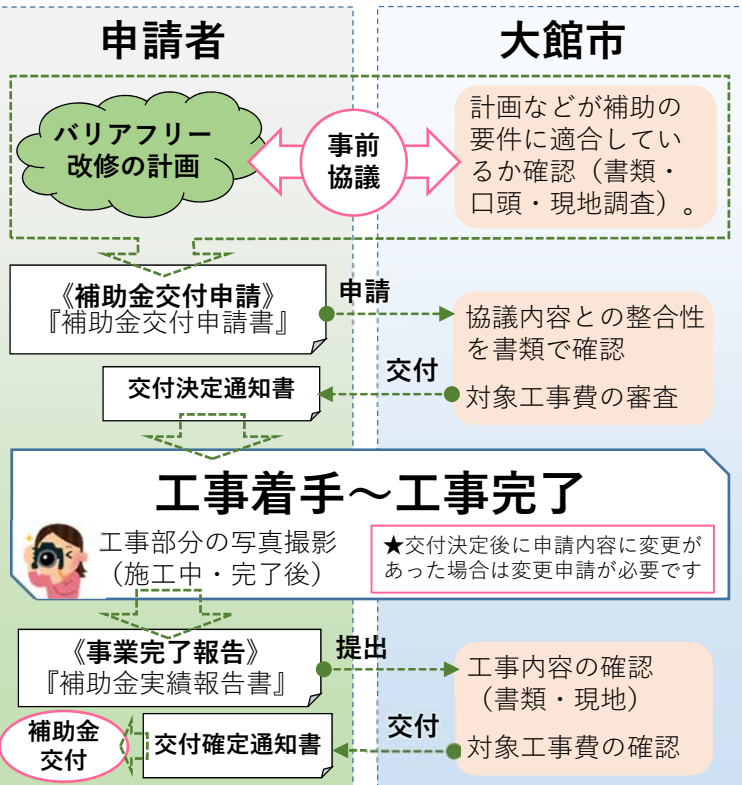 申請者
大館市
バリアフリー
改修の計画
事前
協議
計画などが補助の
要件に適合してい
るか確認（書類・
口頭・現地調査）。
《補助金交付申請》
『補助金交付申請書』
申請
協議内容との整合性
を書類で確認
対象工事費の審査
交付
交付決定通知書
工事着手～工事完了
工事部分の写真撮影
（施工中・完了後）
★交付決定後に申請内容に変更が
あった場合は変更申請が必要です
《事業完了報告》
『補助金実績報告書』
提出
工事内容の確認
（書類・現地）
対象工事費の確認
交付
交付確定通知書
補助金
交付